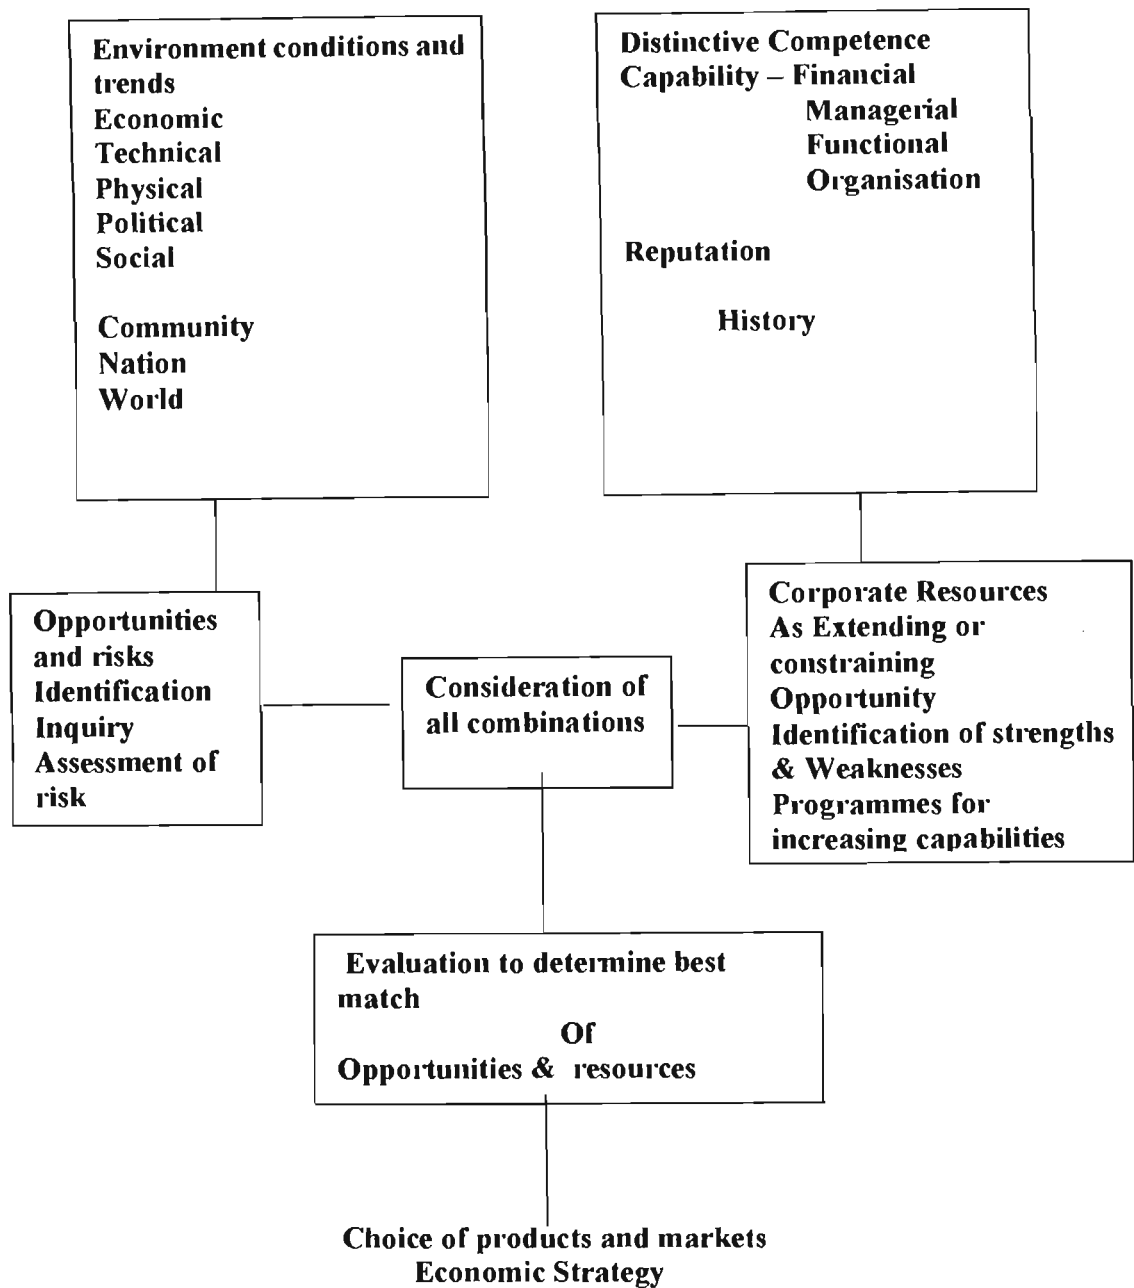 Environment conditions and
trends
Economic
Technical
Physical
Political
Social
Community
Nation
World
Distinctive Competence
Capability – Financial
Managerial
Functional
Organisation
Reputation
History
Opportunities
and risks
Identification
Inquiry
Assessment of
risk
Consideration of
all combinations
Corporate Resources
As Extending or
constraining
Opportunity
Identification of strengths
& Weaknesses
Programmes for
increasing capabilities
Evaluation to determine best
match
Of
Opportunities & resources
Choice of products and markets
Economic Strategy